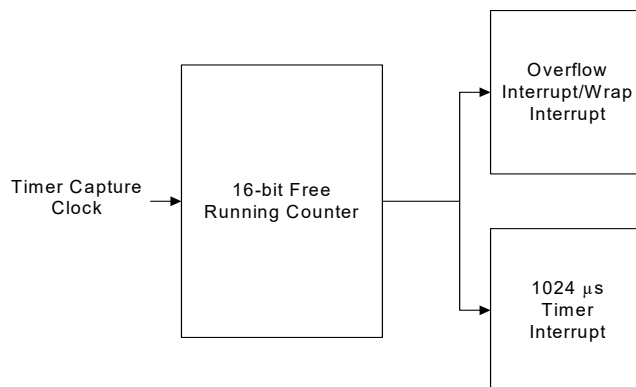 Timer Capture
Clock
16-bit Free
Running Counter
Overflow
Interrupt/Wrap
Interrupt
1024 µs
Timer
Interrupt